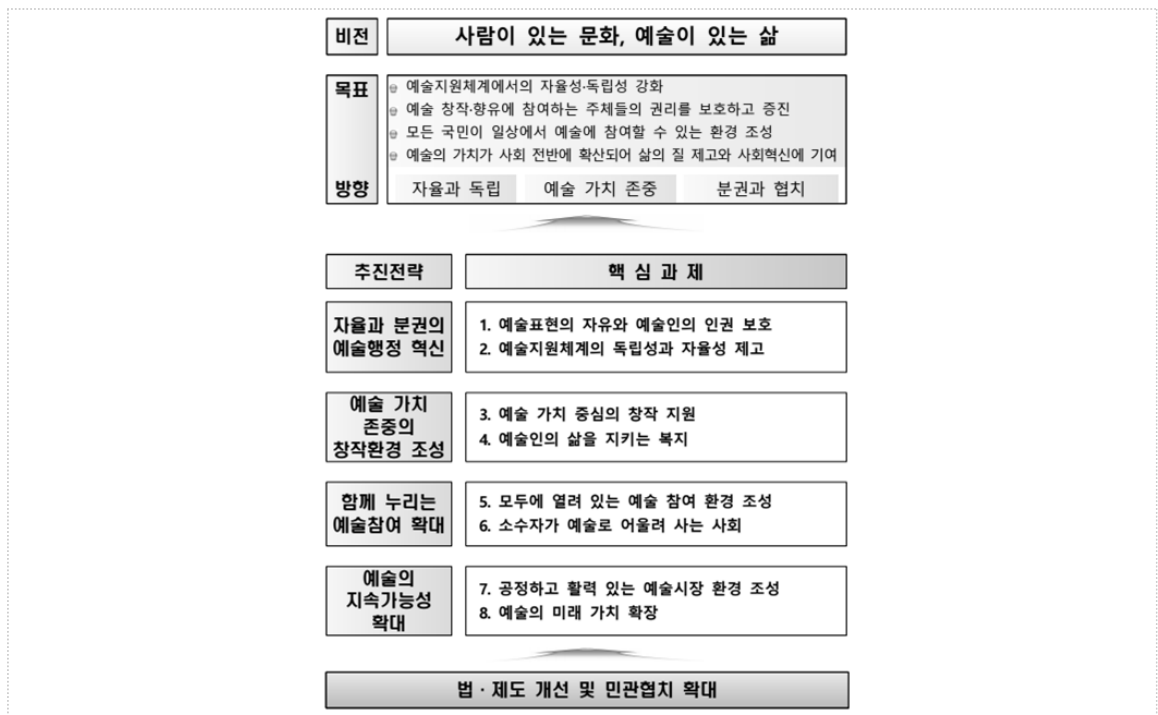 비전
사람이 있는 문화, 예술이 있는 삶
목표
예술지원체계에서의 자율성·독립성 강화
예술 창작·향유에 참여하는 주체들의 권리를 보호하고 증진
모든 국민이 일상에서 예술에 참여할 수 있는 환경 조성
예술의 가치가 사회 전반에 확산되어 삶의 질 제고와 사회혁신에 기여
방향
자율과 독립
예술 가치 존중
분권과 협치
추진전략
핵 심 과 제
자율과 분권의
예술행정 혁신
1. 예술표현의 자유와 예술인의 인권 보호
2. 예술지원체계의 독립성과 자율성 제고
예술 가치
존중의
창작환경 조성
3. 예술 가치 중심의 창작 지원
4. 예술인의 삶을 지키는 복지
함께 누리는
예술참여 확대
5. 모두에 열려 있는 예술 참여 환경 조성
6. 소수자가 예술로 어울려 사는 사회
예술의
지속가능성
확대
7. 공정하고 활력 있는 예술시장 환경 조성
8. 예술의 미래 가치 확장
법·제도 개선 및 민관협치 확대